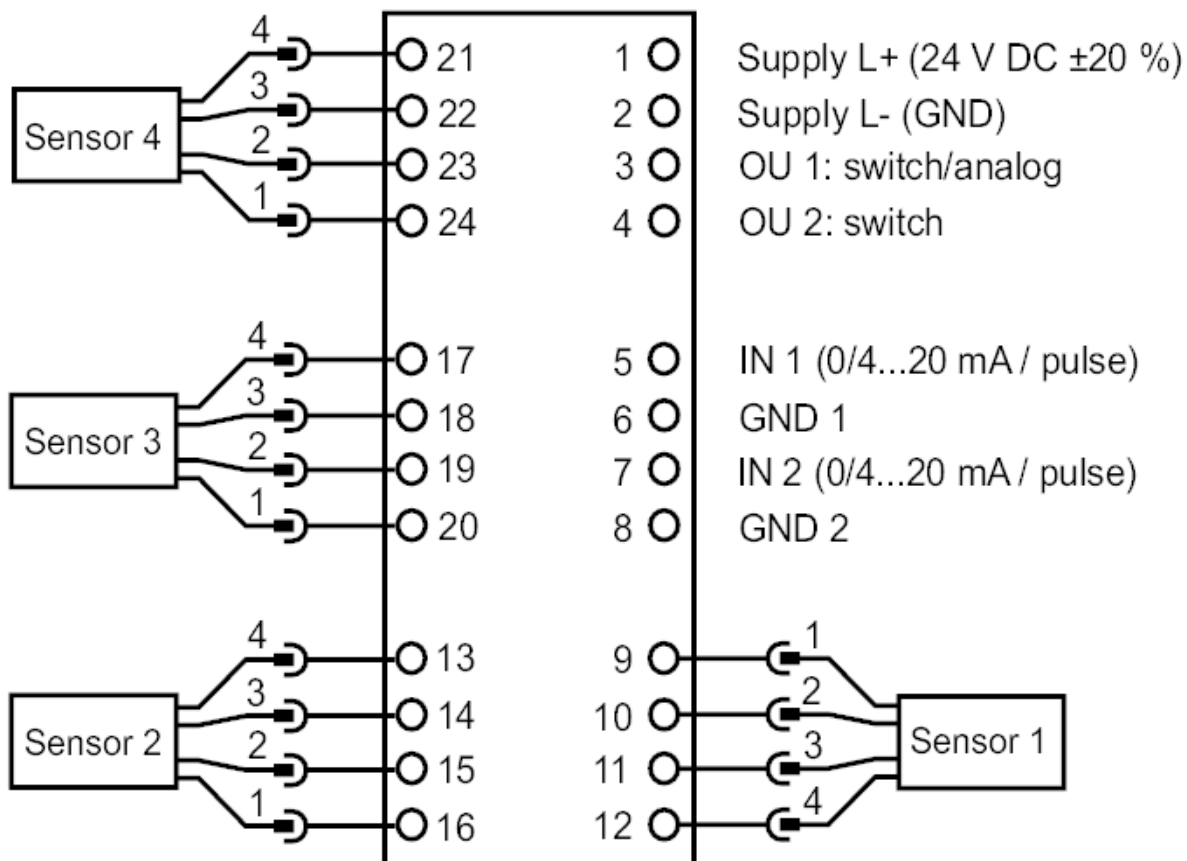 4 21 1 Supply L+ (24 V DC ±20 %)
3 22 2 Supply L- (GND)
Sensor 4
2 23 3 OU 1: switch/analog
1 24 4 OU 2: switch
4 17 5 IN 1 (0/4...20 mA / pulse)
3 18 6 GND 1
Sensor 3
2 19 7 IN 2 (0/4...20 mA / pulse)
1 20 8 GND 2
4 13 9 1
3 14 10 2
Sensor 2 Sensor 1
2 15 11 3
1 16 12 4